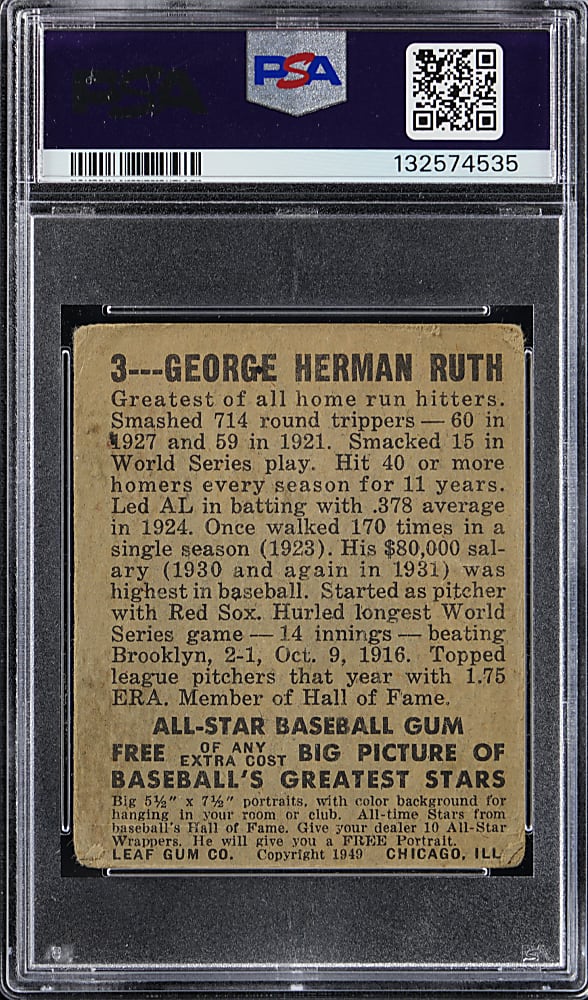 PSA
132574535
3---GEORGE HERMAN RUTH
Greatest of all home run hitters.
Smashed 714 round trippers — 60 in
1927 and 59 in 1921. Smacked 15 in
World Series play. Hit 40 or more
homers every season for 11 years.
Led AL in batting with .378 average
in 1924. Once walked 170 times in a
single season (1923). His $80,000 sal-
ary (1930 and again in 1931) was
highest in baseball. Started as pitcher
with Red Sox. Hurled longest World
Series game — 14 innings — beating
Brooklyn, 2-1, Oct. 9, 1916. Topped
league pitchers that year with 1.75
ERA. Member of Hall of Fame.
ALL-STAR BASEBALL GUM
FREE OF ANY EXTRA COST BIG PICTURE OF
BASEBALL'S GREATEST STARS
Big 5½" x 7½" portraits, with color background for
hanging in your room or club. All-time Stars from
baseball's Hall of Fame. Give your dealer 10 All-Star
Wrappers. He will give you a FREE Portrait.
LEAF GUM CO. Copyright 1949 CHICAGO, ILL.